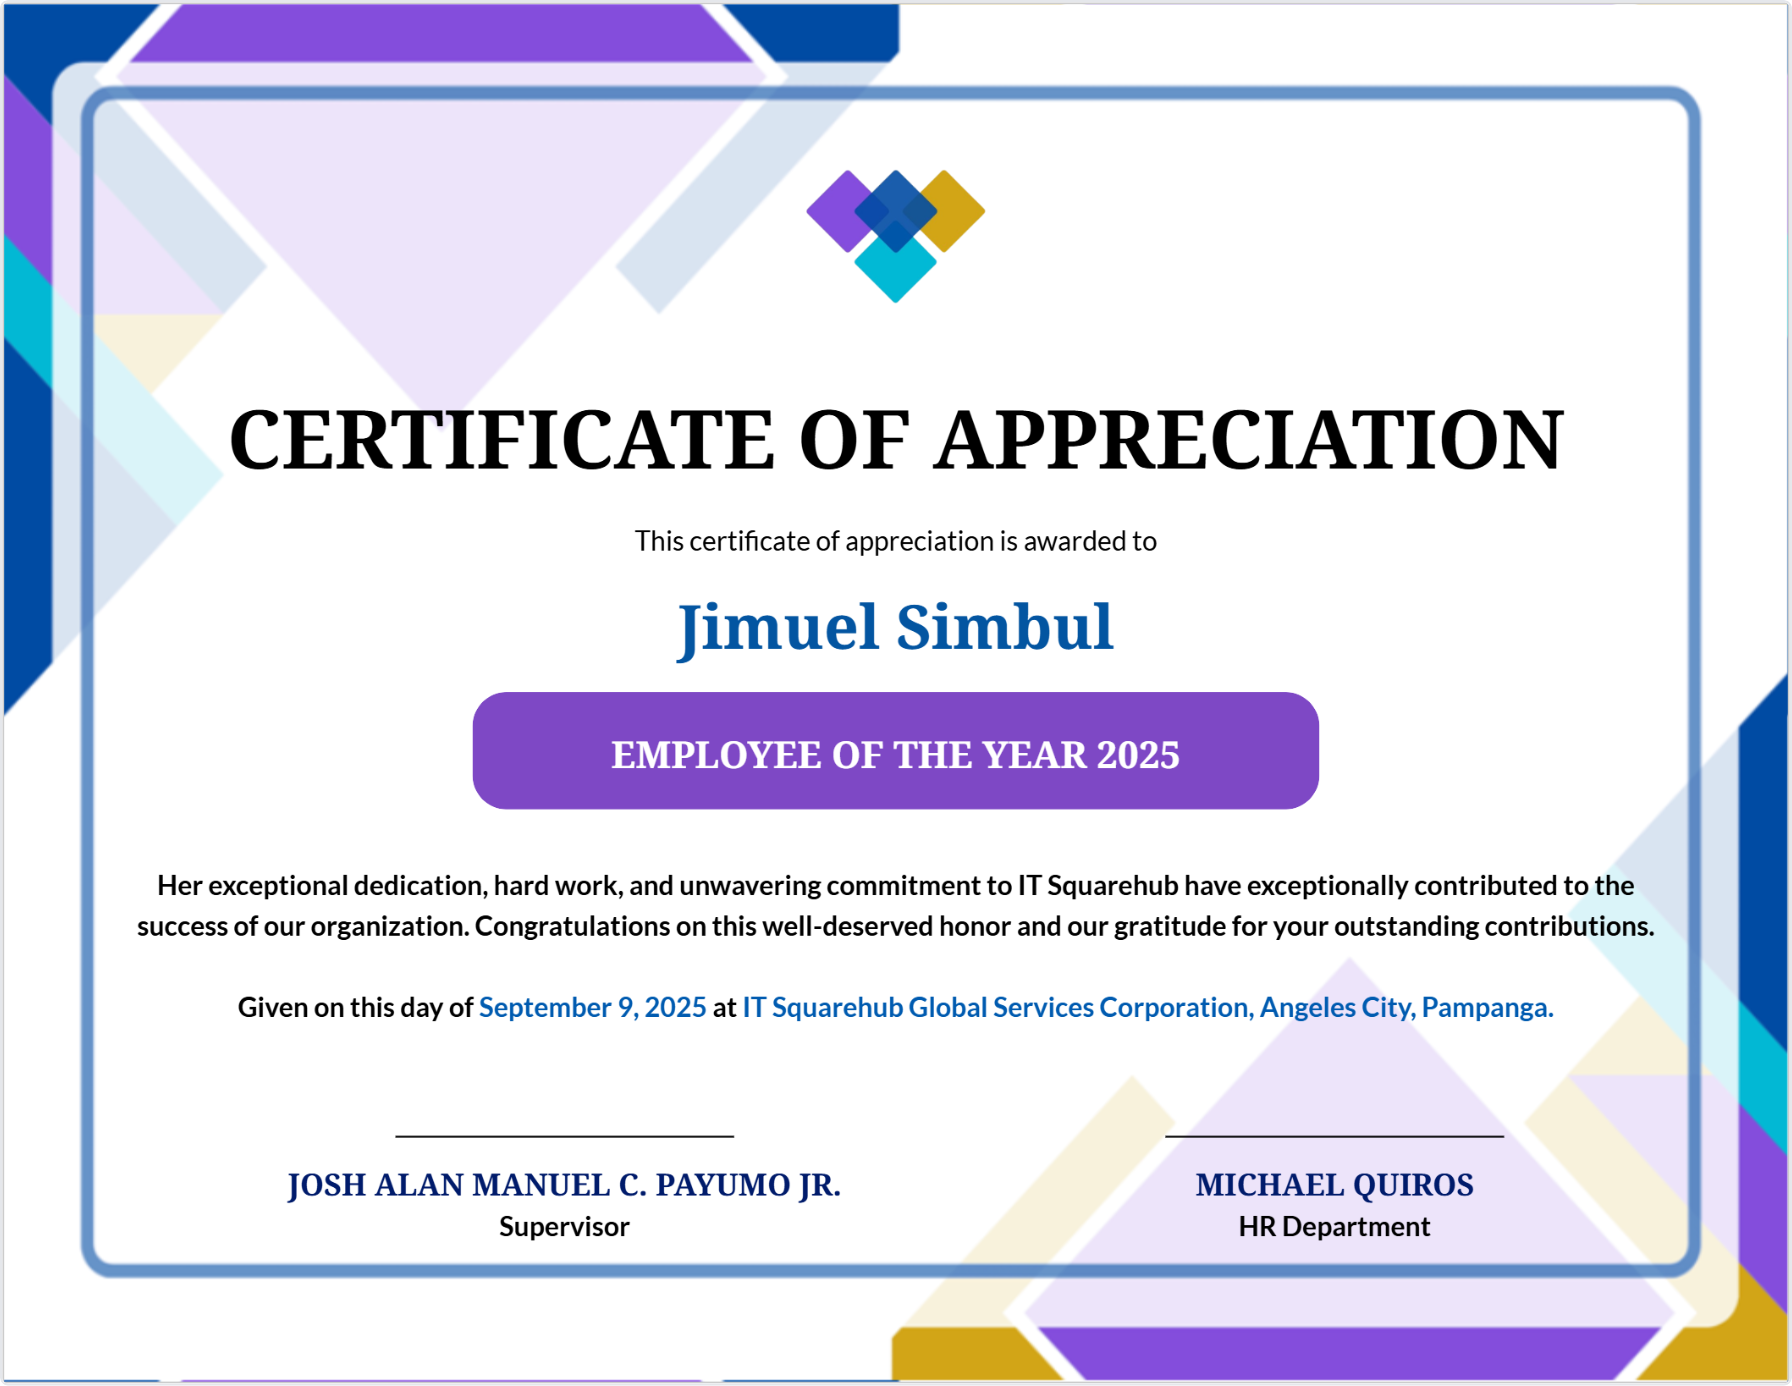 CERTIFICATE OF APPRECIATION
This certificate of appreciation is awarded to
Jimuel Simbul
EMPLOYEE OF THE YEAR 2025
Her exceptional dedication, hard work, and unwavering commitment to IT Squarehub have exceptionally contributed to the
success of our organization. Congratulations on this well-deserved honor and our gratitude for your outstanding contributions.
Given on this day of September 9, 2025 at IT Squarehub Global Services Corporation, Angeles City, Pampanga.
JOSH ALAN MANUEL C. PAYUMO JR.
Supervisor
MICHAEL QUIROS
HR Department